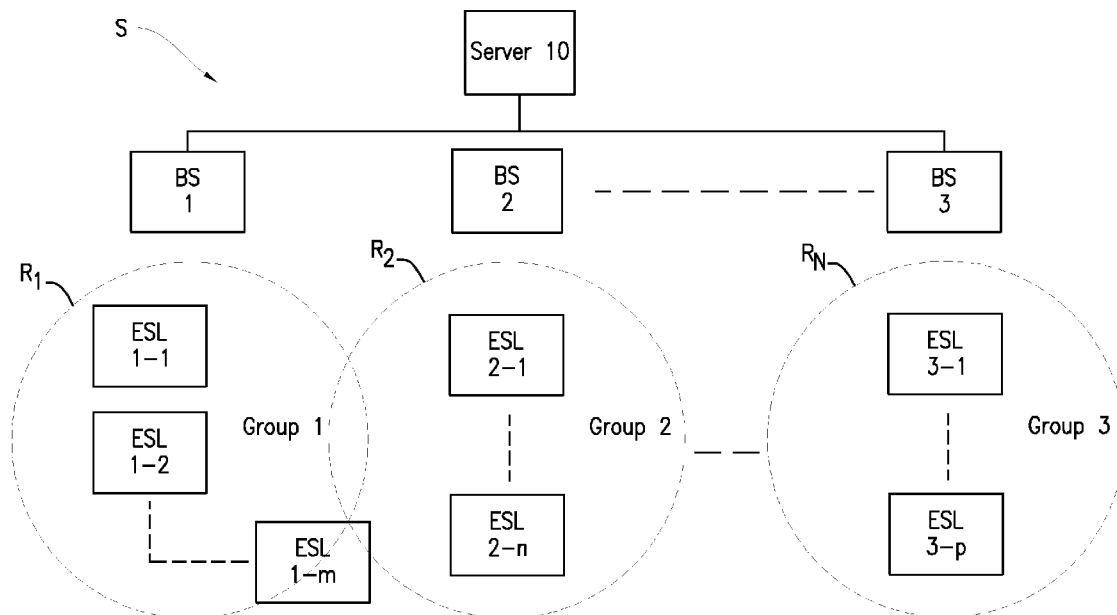 S
Server 10
BS
1
BS
2
BS
3
R1
R2
RN
ESL
1-1
ESL
2-1
ESL
3-1
ESL
1-2
Group 1
Group 2
Group 3
ESL
1-m
ESL
2-n
ESL
3-p